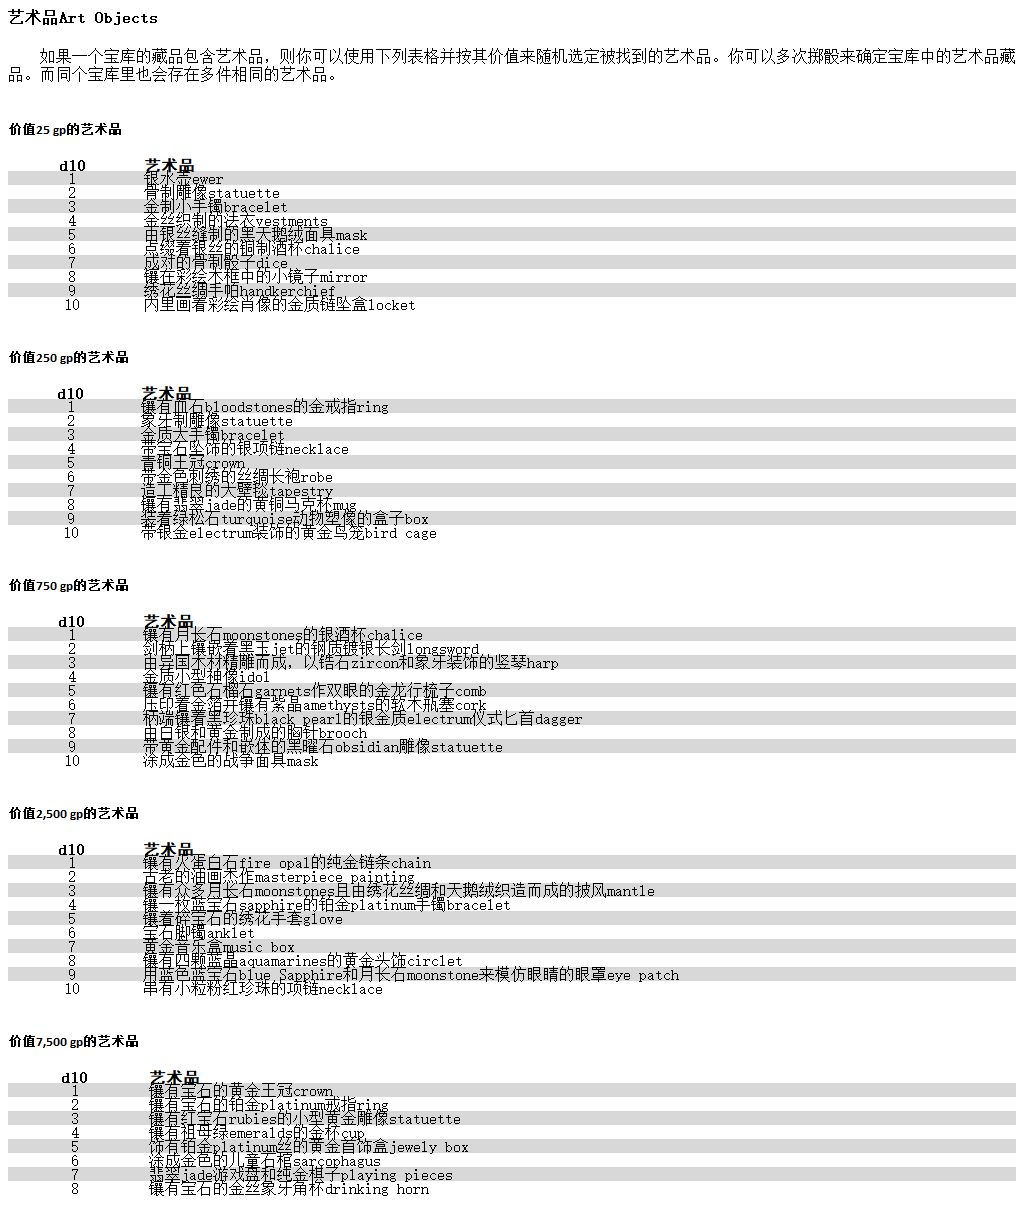 艺术品Art Objects
如果一个宝库的藏品包含艺术品，则你可以使用下列表格并按其价值来随机选定被找到的艺术品。你可以多次掷骰来确定宝库中的艺术品藏
品。而同个宝库里也会存在多件相同的艺术品。
价值25 gp的艺术品
d10 艺术品
1 银水壶ewer
2 骨制雕像statuette
3 金制小手镯bracelet
4 金丝织制的法衣vestments
5 由银丝缝制的黑天鹅绒面具mask
6 点缀着银丝的铜制酒杯chalice
7 成对的骨制骰子dice
8 镶在彩绘木框中的小镜子mirror
9 绣花丝绸手帕handkerchief
10 内里画着彩绘肖像的金质链坠盒locket
价值250 gp的艺术品
d10 艺术品
1 镶有血石bloodstones的金戒指ring
2 象牙制雕像statuette
3 金质大手镯bracelet
4 带宝石坠饰的银项链necklace
5 青铜王冠crown
6 带金色刺绣的丝绸长袍robe
7 造工精良的大壁毯tapestry
8 镶有翡翠jade的黄铜马克杯mug
9 装着绿松石turquoise动物塑像的盒子box
10 带银金electrum装饰的黄金鸟笼bird cage
价值750 gp的艺术品
d10 艺术品
1 镶有月长石moonstones的银酒杯chalice
2 剑柄上镶嵌着黑玉jet的钢质镀银长剑longsword
3 由异国木材精雕而成，以锆石zircon和象牙装饰的竖琴harp
4 金质小型神像idol
5 镶有红色石榴石garnets作双眼的金龙行梳子comb
6 压印着金箔并镶有紫晶amethysts的软木瓶塞cork
7 柄端镶着黑珍珠black pearl的银金质electrum仪式匕首dagger
8 由白银和黄金制成的胸针brooch
9 带黄金配件和嵌体的黑曜石obsidian雕像statuette
10 涂成金色的战争面具mask
价值2,500 gp的艺术品
d10 艺术品
1 镶有火蛋白石fire opal的纯金链条chain
2 古老的油画杰作masterpiece painting
3 镶有众多月长石moonstones且由绣花丝绸和天鹅绒织造而成的披风mantle
4 镶一枚蓝宝石sapphire的铂金platinum手镯bracelet
5 镶着碎宝石的绣花手套glove
6 宝石脚镯anklet
7 黄金音乐盒music box
8 镶有四颗蓝晶aquamarines的黄金头饰circlet
9 用蓝色蓝宝石blue Sapphire和月长石moonstone来模仿眼睛的眼罩eye patch
10 串有小粒粉红珍珠的项链necklace
价值7,500 gp的艺术品
d10 艺术品
1 镶有宝石的黄金王冠crown
2 镶有宝石的铂金platinum戒指ring
3 镶有红宝石rubies的小型黄金雕像statuette
4 镶有祖母绿emeralds的金杯cup
5 饰有铂金platinum丝的黄金首饰盒jewely box
6 涂成金色的儿童石棺sarcophagus
7 翡翠jade游戏盘和纯金棋子playing pieces
8 镶有宝石的金丝象牙角杯drinking horn